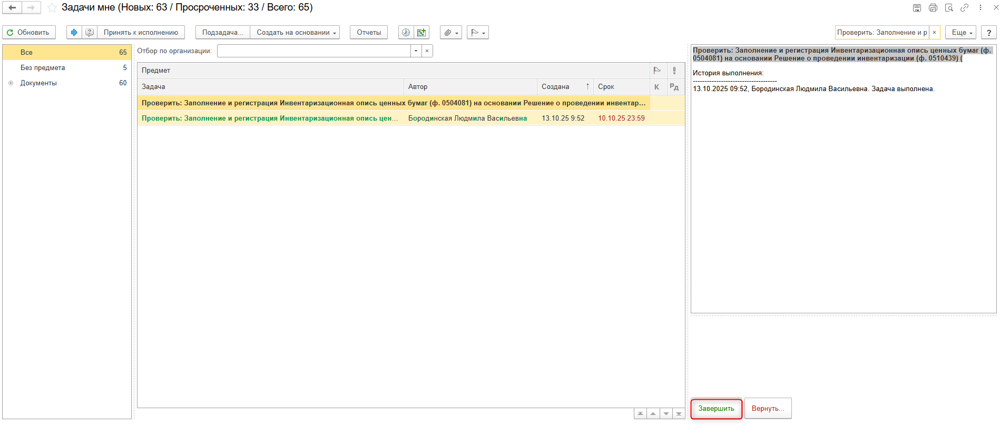 Задачи мне (Новых: 63 / Просроченных: 33 / Всего: 65)
Обновить
Принять к исполнению
Подзадача...
Создать на основании
Отчеты
Проверить: Заполнение и р
×
Еще
?
Все 65
Без предмета 5
Документы 60
Отбор по организации:
Предмет
Задача Автор Создана ↑ Срок К Рд
Проверить: Заполнение и регистрация Инвентаризационная опись ценных бумаг (ф. 0504081) на основании Решение о проведении инвентар...
Проверить: Заполнение и регистрация Инвентаризационная опись цен... Бородинская Людмила Васильевна 13.10.25 9:52 10.10.25 23:59
Проверить: Заполнение и регистрация Инвентаризационная опись ценных бумаг (ф.
0504081) на основании Решение о проведении инвентаризации (ф. 0510439) (
История выполнения:
------------------------------------
13.10.2025 09:52, Бородинская Людмила Васильевна. Задача выполнена.
Завершить
Вернуть...